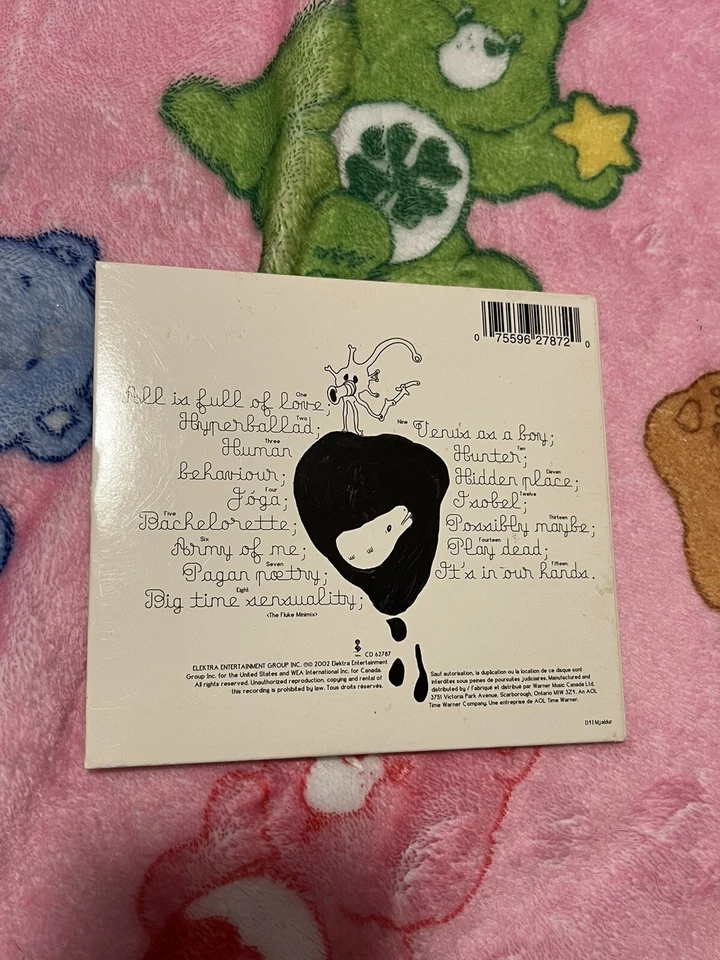 0 75596 27872 0
One
All is full of love;
Two
Hyperballad;
Three
Human
behaviour;
Four
Jóga;
Five
Bachelorette;
Six
Army of me;
Seven
Pagan poetry;
Eight
Big time sensuality;
<The Fluke Minimix>
Nine
Venus as a boy;
Ten
Hunter;
Eleven
Hidden place;
Twelve
Isobel;
Thirteen
Possibly maybe;
Fourteen
Play dead;
Fifteen
It's in our hands.
CD 62787
ELEKTRA ENTERTAINMENT GROUP INC. ℗© 2002 Elektra Entertainment
Group Inc. for the United States and WEA International Inc. for Canada.
All rights reserved. Unauthorized reproduction, copying and rental of
this recording is prohibited by law. Tous droits réservés.
Sauf autorisation, la duplication ou la location de ce disque sont
interdites sous peines de poursuites judiciaires. Manufactured and
distributed by / Fabriqué et distribué par Warner Music Canada Ltd,
3751 Victoria Park Avenue, Scarborough, Ontario M1W 3Z4. An AOL
Time Warner Company. Une entreprise de AOL Time Warner.